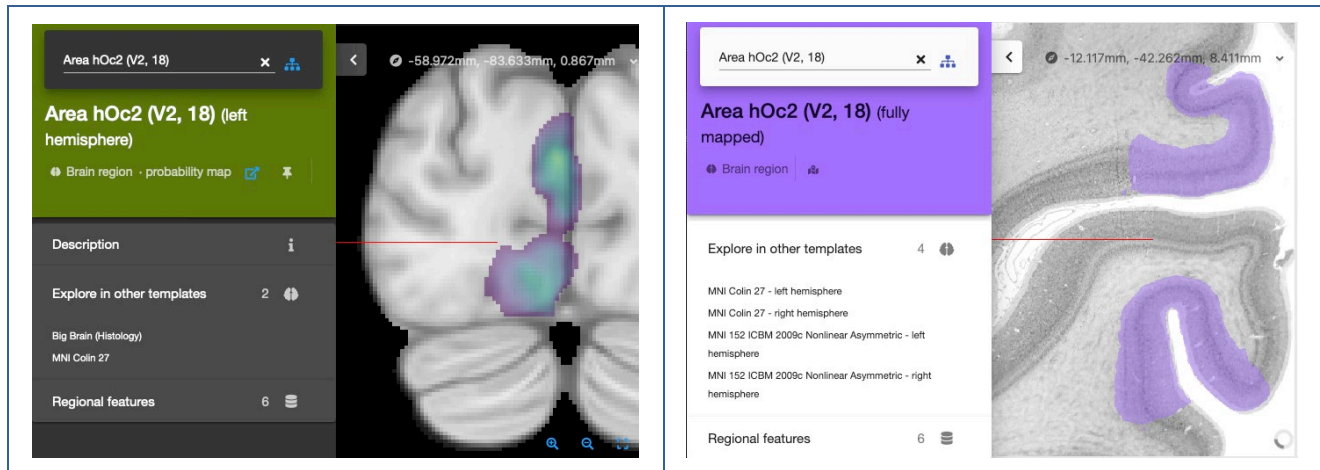 Area hOc2 (V2, 18)
-58.972mm, -83.633mm, 0.867mm
Area hOc2 (V2, 18) (left
hemisphere)
Brain region · probability map
Description
Explore in other templates 2
Big Brain (Histology)
MNI Colin 27
Regional features 6
Area hOc2 (V2, 18)
-12.117mm, -42.262mm, 8.411mm
Area hOc2 (V2, 18) (fully
mapped)
Brain region
Explore in other templates 4
MNI Colin 27 - left hemisphere
MNI Colin 27 - right hemisphere
MNI 152 ICBM 2009c Nonlinear Asymmetric - left
hemisphere
MNI 152 ICBM 2009c Nonlinear Asymmetric - right
hemisphere
Regional features 6